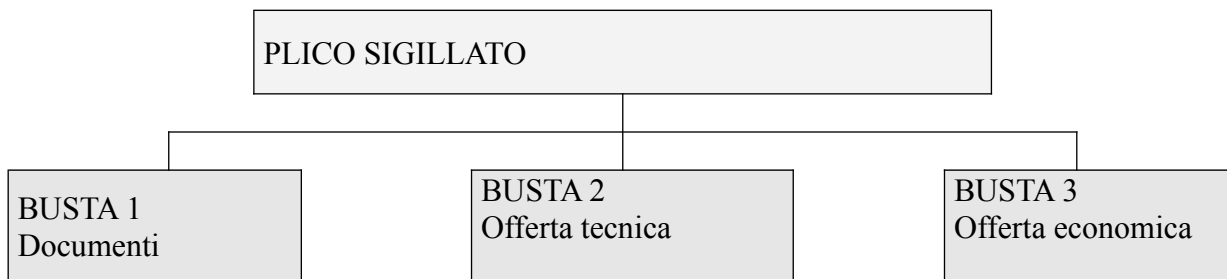 PLICO SIGILLATO
BUSTA 1
Documenti
BUSTA 2
Offerta tecnica
BUSTA 3
Offerta economica